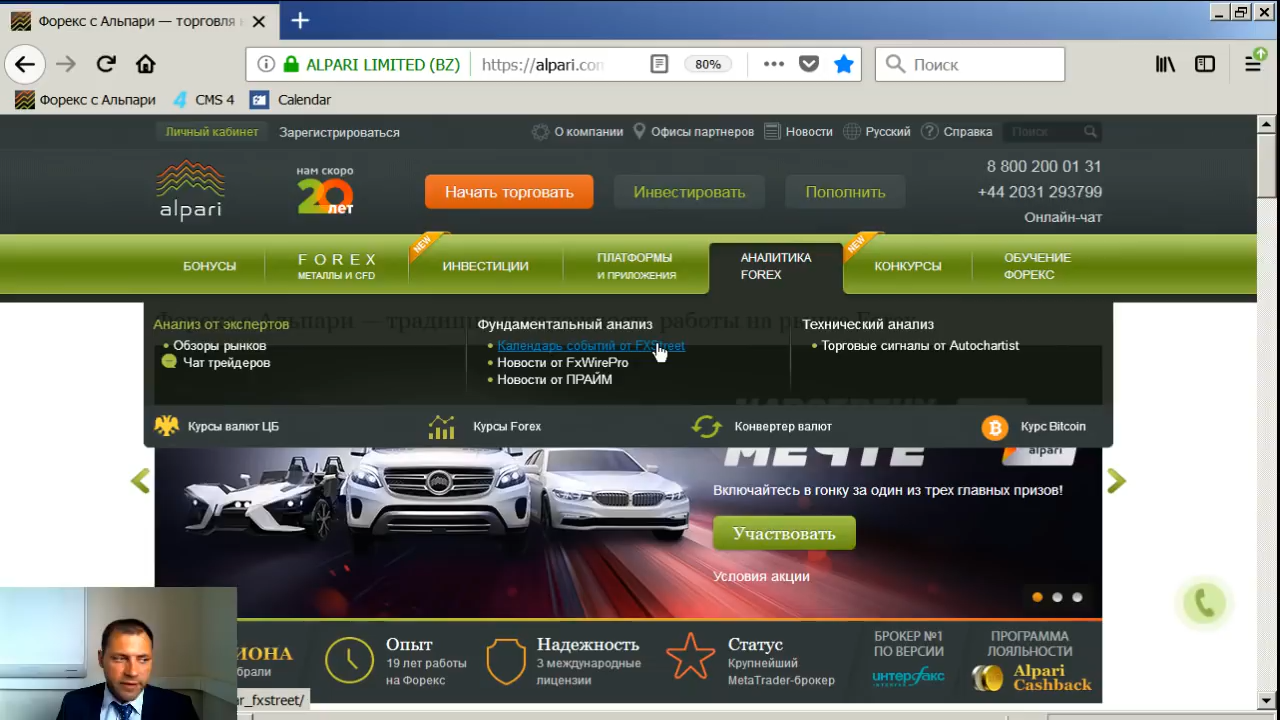 Форекс с Альпари — торговля
ALPARI LIMITED (BZ)
https://alpari.con
80%
Поиск
Форекс с Альпари
CMS 4
Calendar
Личный кабинет
Зарегистрироваться
О компании
Офисы партнеров
Новости
Русский
Справка
Поиск
alpari
нам скоро
20 лет
Начать торговать
Инвестировать
Пополнить
8 800 200 01 31
+44 2031 293799
Онлайн-чат
БОНУСЫ
FOREX
МЕТАЛЛЫ И CFD
NEW
ИНВЕСТИЦИИ
ПЛАТФОРМЫ
И ПРИЛОЖЕНИЯ
АНАЛИТИКА
FOREX
NEW
КОНКУРСЫ
ОБУЧЕНИЕ
ФОРЕКС
Анализ от экспертов
Обзоры рынков
Чат трейдеров
Фундаментальный анализ
Календарь событий от FXStreet
Новости от FxWirePro
Новости от ПРАЙМ
Технический анализ
Торговые сигналы от Autochartist
Курсы валют ЦБ
Курсы Forex
Конвертер валют
Курс Bitcoin
МЕЧТЕ
alpari
Включайтесь в гонку за один из трех главных призов!
Участвовать
Условия акции
ИОНА
брали
Опыт
19 лет работы
на Форекс
Надежность
3 международные
лицензии
Статус
Крупнейший
MetaTrader-брокер
БРОКЕР №1
ПО ВЕРСИИ
интерфакс
ПРОГРАММА
ЛОЯЛЬНОСТИ
Alpari
Cashback
ar_fxstreet/